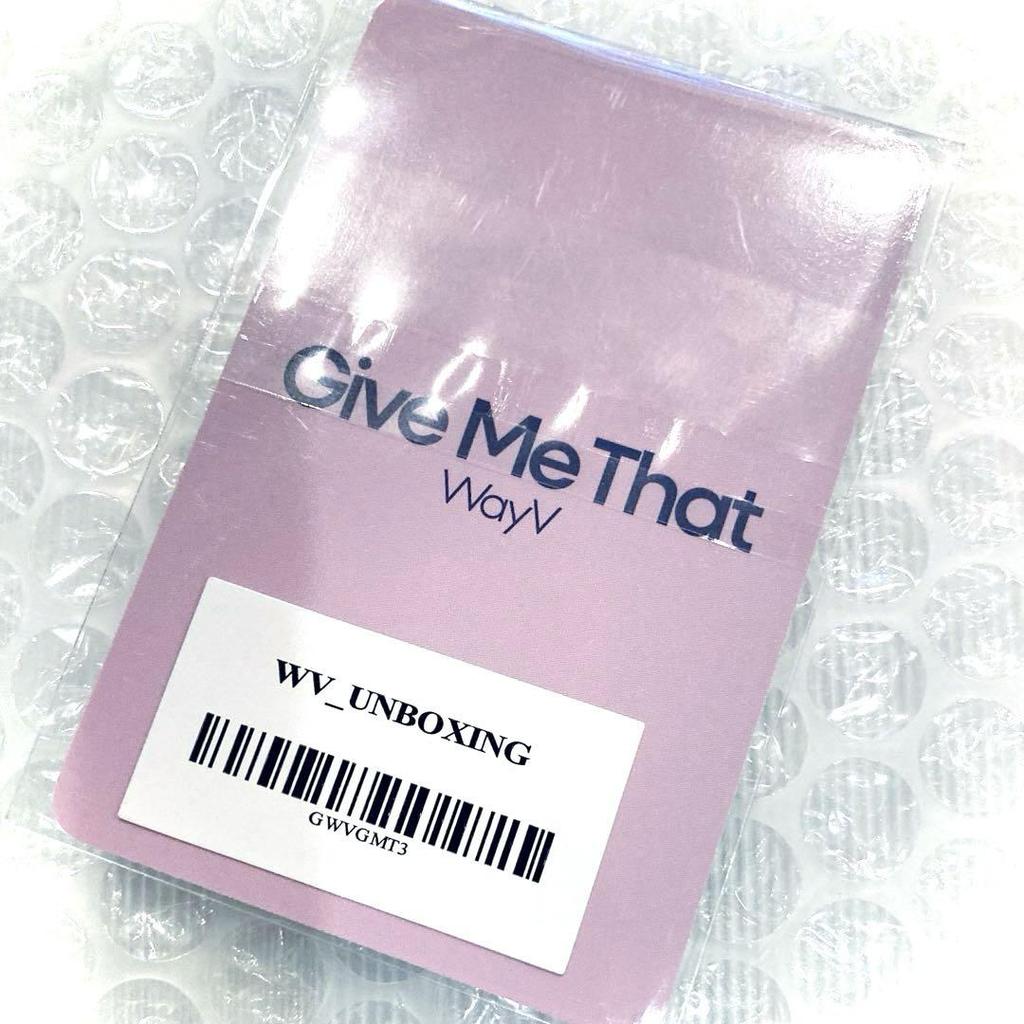 Give Me That
WayV
WV_UNBOXING
GWVGMT3